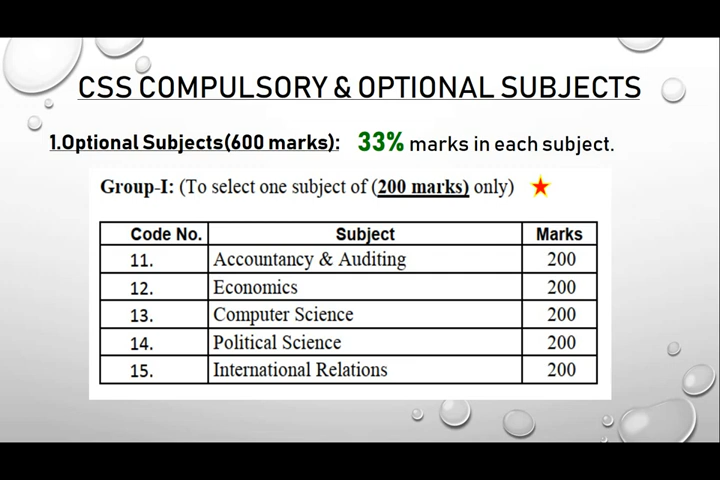 CSS COMPULSORY & OPTIONAL SUBJECTS
1.Optional Subjects(600 marks): 33% marks in each subject.
Group-I: (To select one subject of (200 marks) only)
Code No. Subject Marks
11. Accountancy & Auditing 200
12. Economics 200
13. Computer Science 200
14. Political Science 200
15. International Relations 200